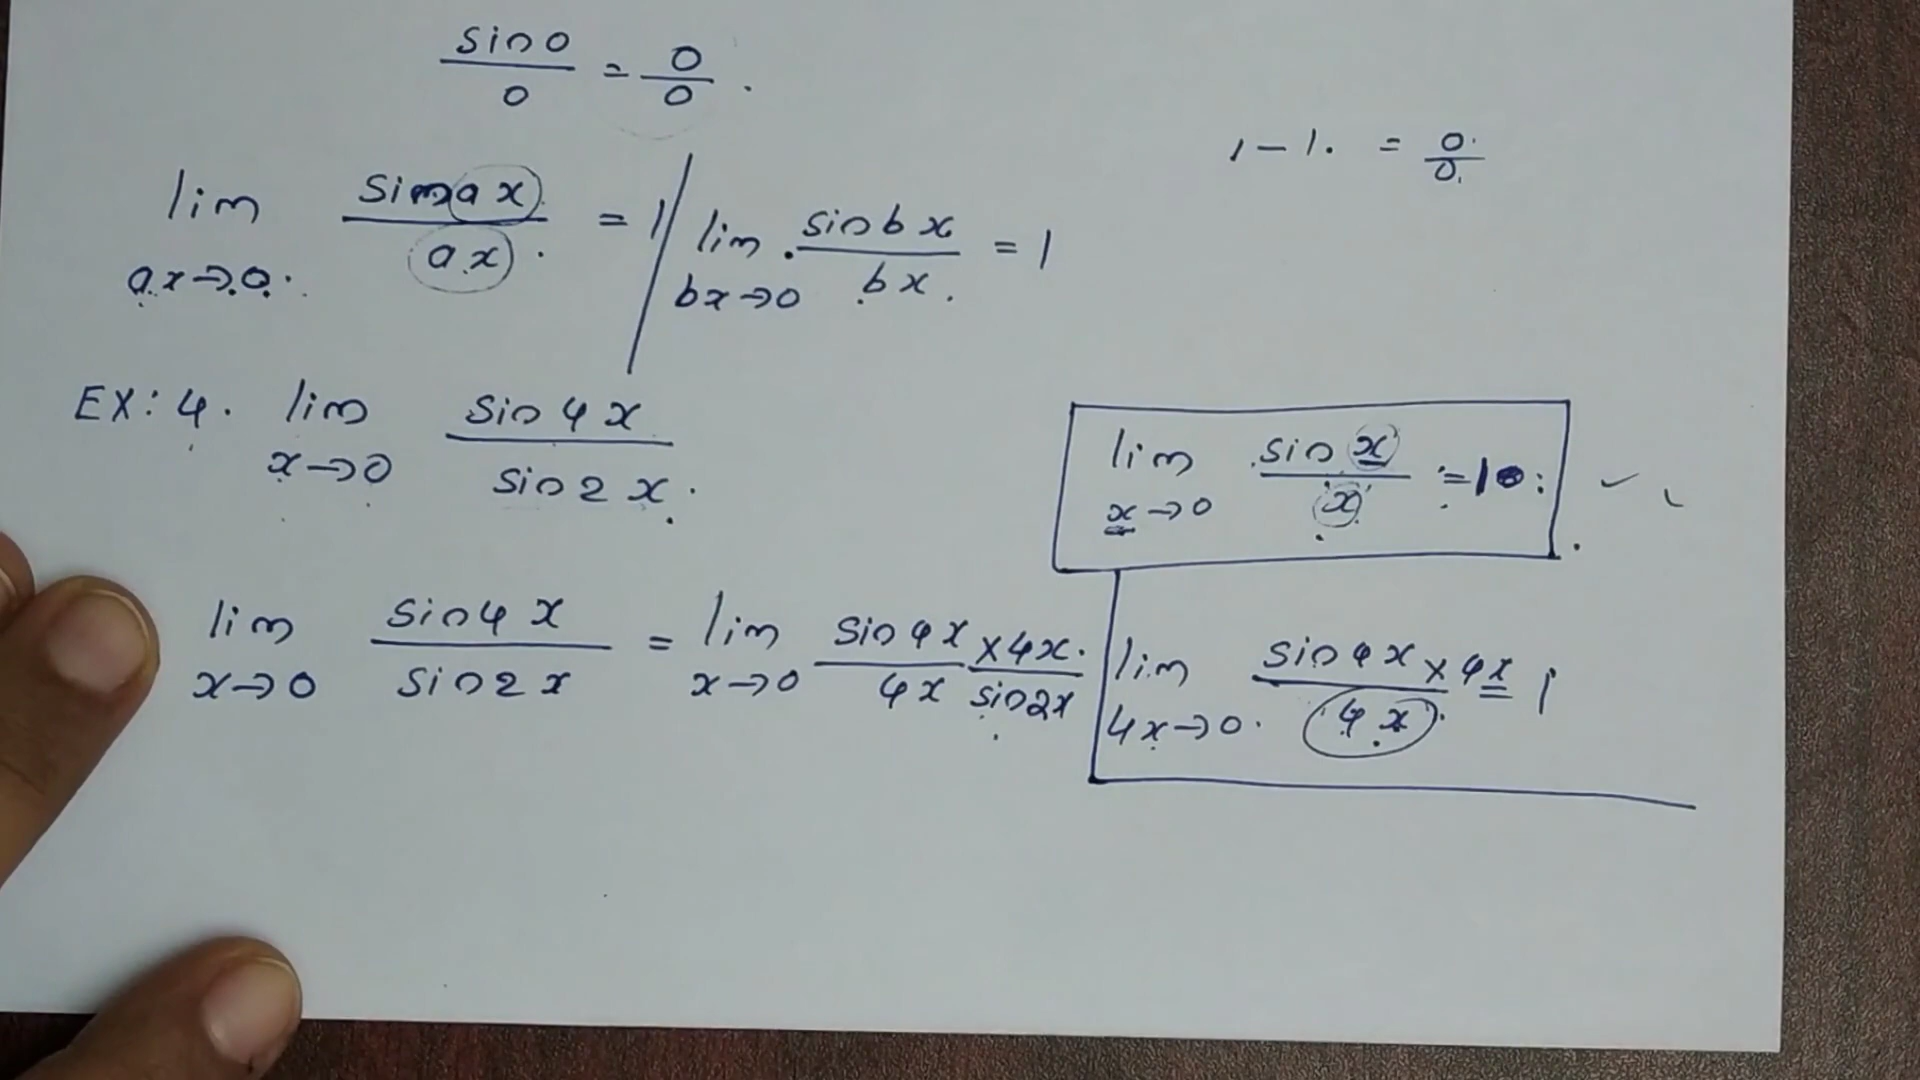 sin 0 / 0 = 0 / 0 .
1 – 1. = 0. / 0.
lim ax→0. sin ax / ax . = 1 | lim bx→0 . sin bx / bx . = 1
EX: 4. lim x→0 sin 4x / sin 2x .
lim x→0 sin x / x = 1
lim x→0 sin 4x / sin 2x = lim x→0 sin 4x / 4x × 4x. / sin 2x
lim 4x→0. sin 4x / 4x × 4x = 1